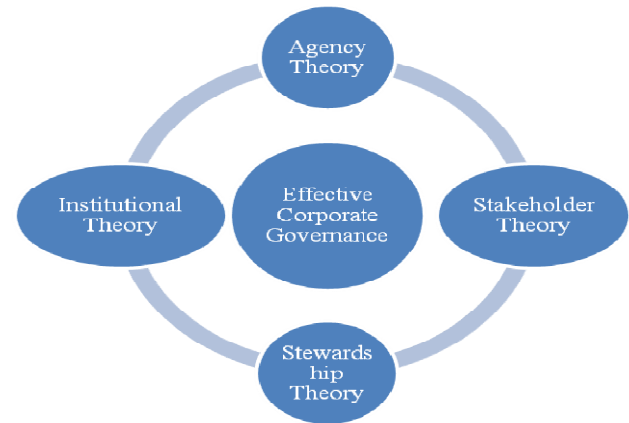 Agency
Theory
Institutional
Theory
Effective
Corporate
Governance
Stakeholder
Theory
Stewards
hip
Theory